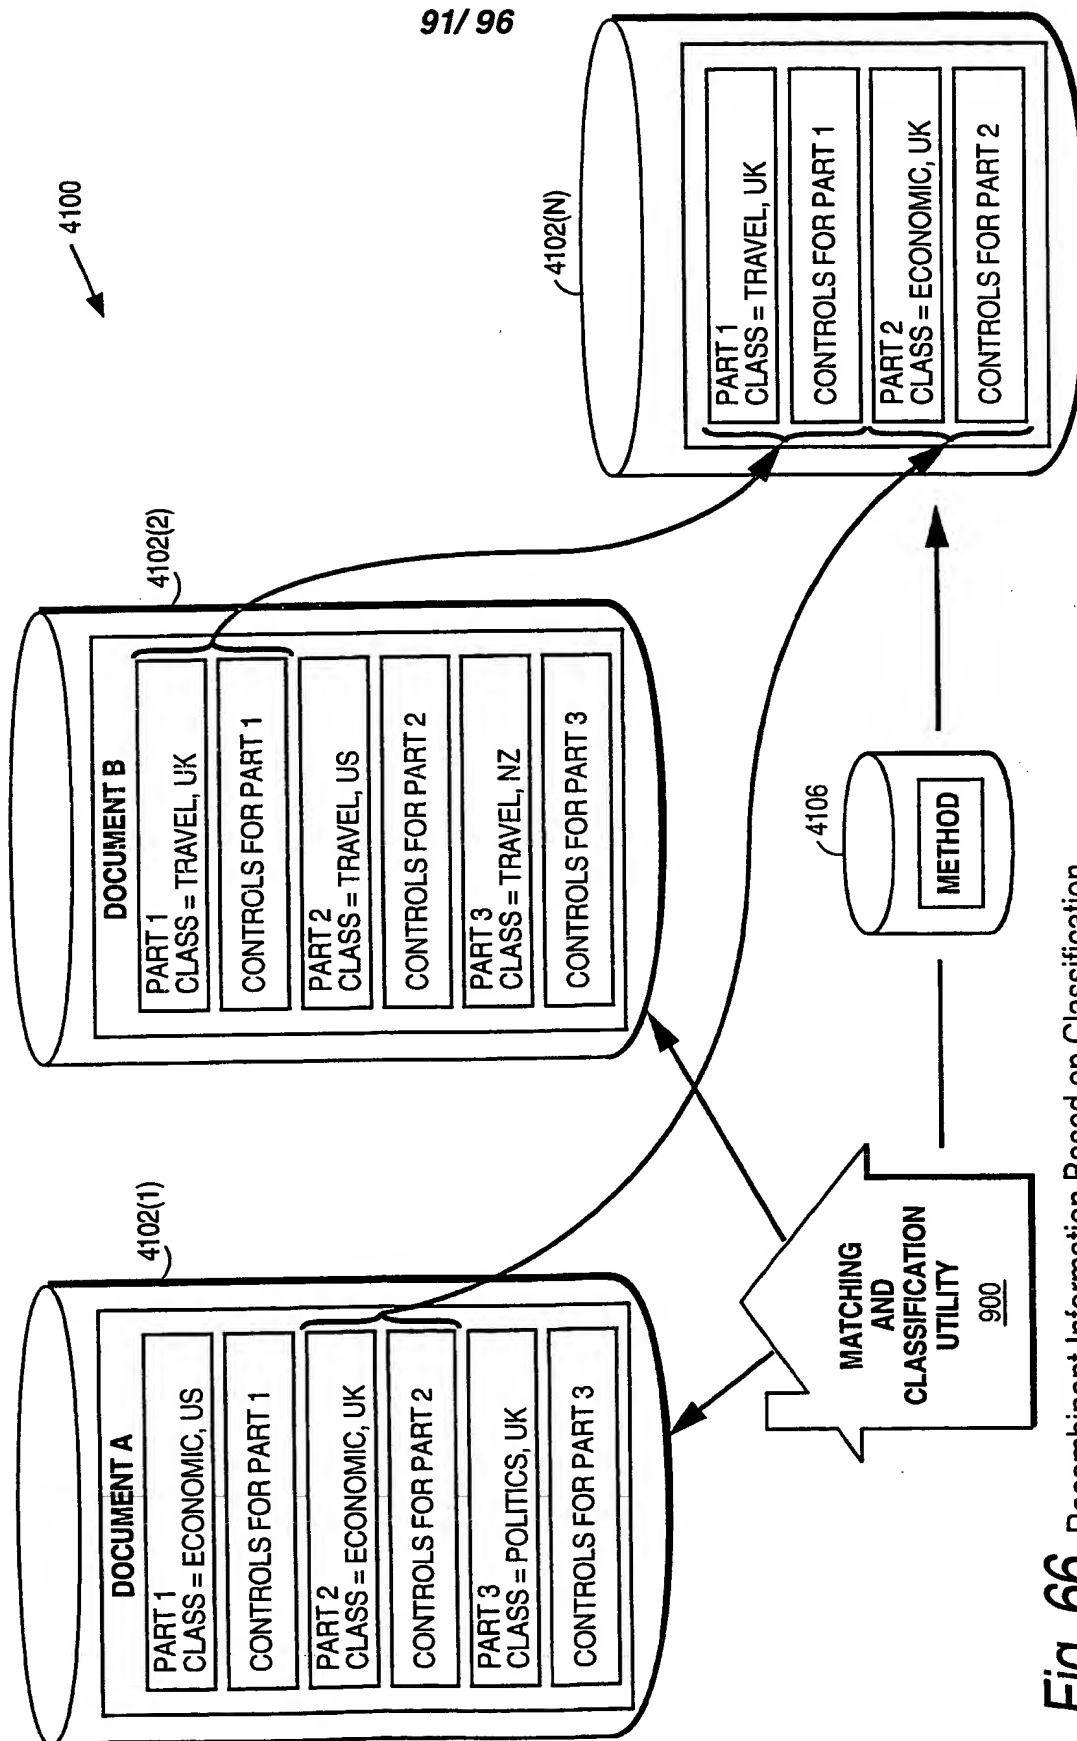 91/96
4100
4102(1)
DOCUMENT A
PART 1
CLASS = ECONOMIC, US
CONTROLS FOR PART 1
PART 2
CLASS = ECONOMIC, UK
CONTROLS FOR PART 2
PART 3
CLASS = POLITICS, UK
CONTROLS FOR PART 3
4102(2)
DOCUMENT B
PART 1
CLASS = TRAVEL, UK
CONTROLS FOR PART 1
PART 2
CLASS = TRAVEL, US
CONTROLS FOR PART 2
PART 3
CLASS = TRAVEL, NZ
CONTROLS FOR PART 3
4102(N)
PART 1
CLASS = TRAVEL, UK
CONTROLS FOR PART 1
PART 2
CLASS = ECONOMIC, UK
CONTROLS FOR PART 2
MATCHING
AND
CLASSIFICATION
UTILITY
900
4106
METHOD
Fig. 66 Recombinant Information Based on Classification